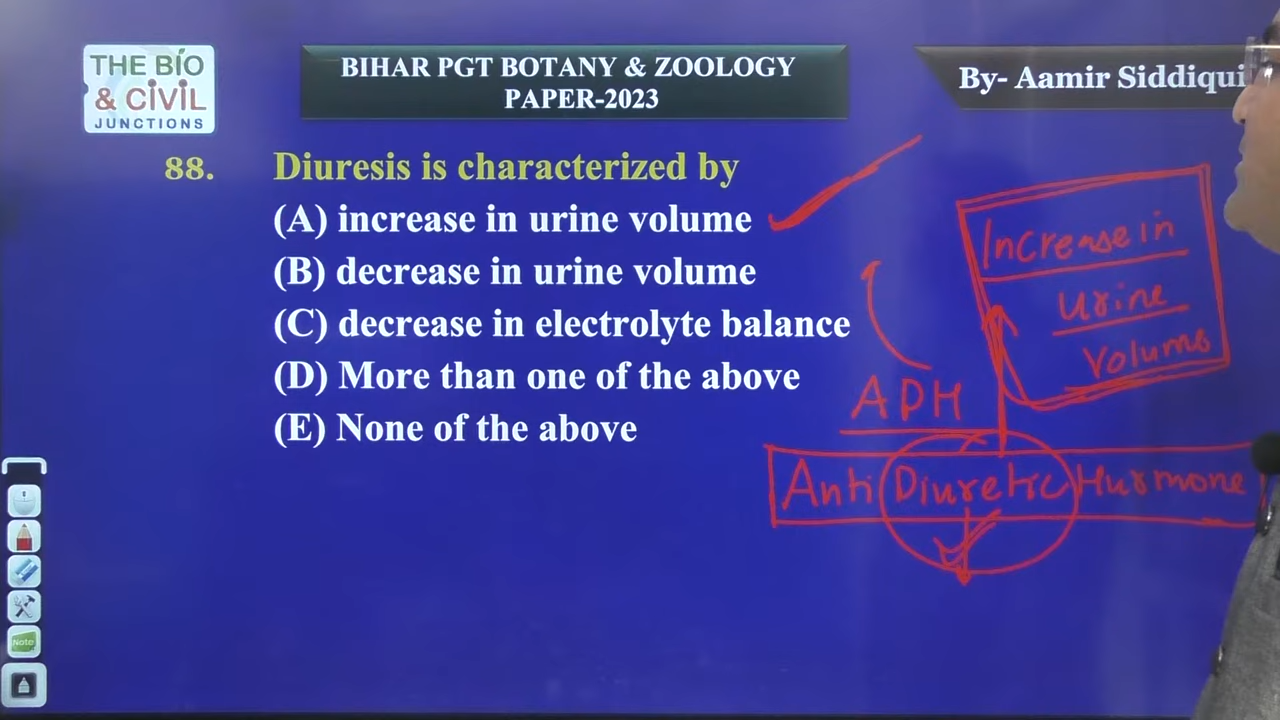 THE BIO
& CIVIL
JUNCTIONS
BIHAR PGT BOTANY & ZOOLOGY
PAPER-2023
By- Aamir Siddiqui
88. Diuresis is characterized by
(A) increase in urine volume
(B) decrease in urine volume
(C) decrease in electrolyte balance
(D) More than one of the above
(E) None of the above
Increase in
urine
Volume
ADH
Anti Diuretic Hurmone
Note